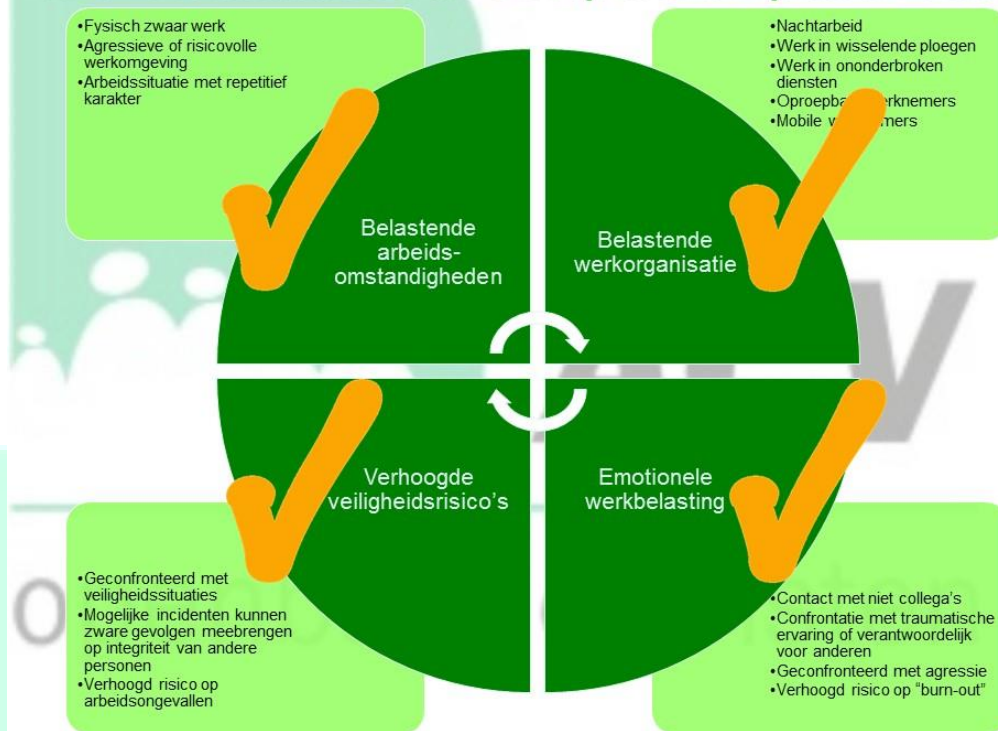 •Fysisch zwaar werk
•Agressieve of risicovolle
werkomgeving
•Arbeidssituatie met repetitief
karakter
•Nachtarbeid
•Werk in wisselende ploegen
•Werk in ononderbroken
diensten
•Mobile
Belastende
arbeids-
omstandigheden
Belastende
werkorganisatie
Verhoogde
veiligheidsrisico’s
Emotionele
werkbelasting
•Geconfronteerd met
veiligheidssituaties
•Mogelijke incidenten kunnen
zware gevolgen meebrengen
op integriteit van andere
personen
•Verhoogd risico op
arbeidsongevallen
•Contact met niet collega’s
•Confrontatie met traumatische
ervaring of verantwoordelijk
voor anderen
•Geconfronteerd met agressie
•Verhoogd risico op “burn-out”